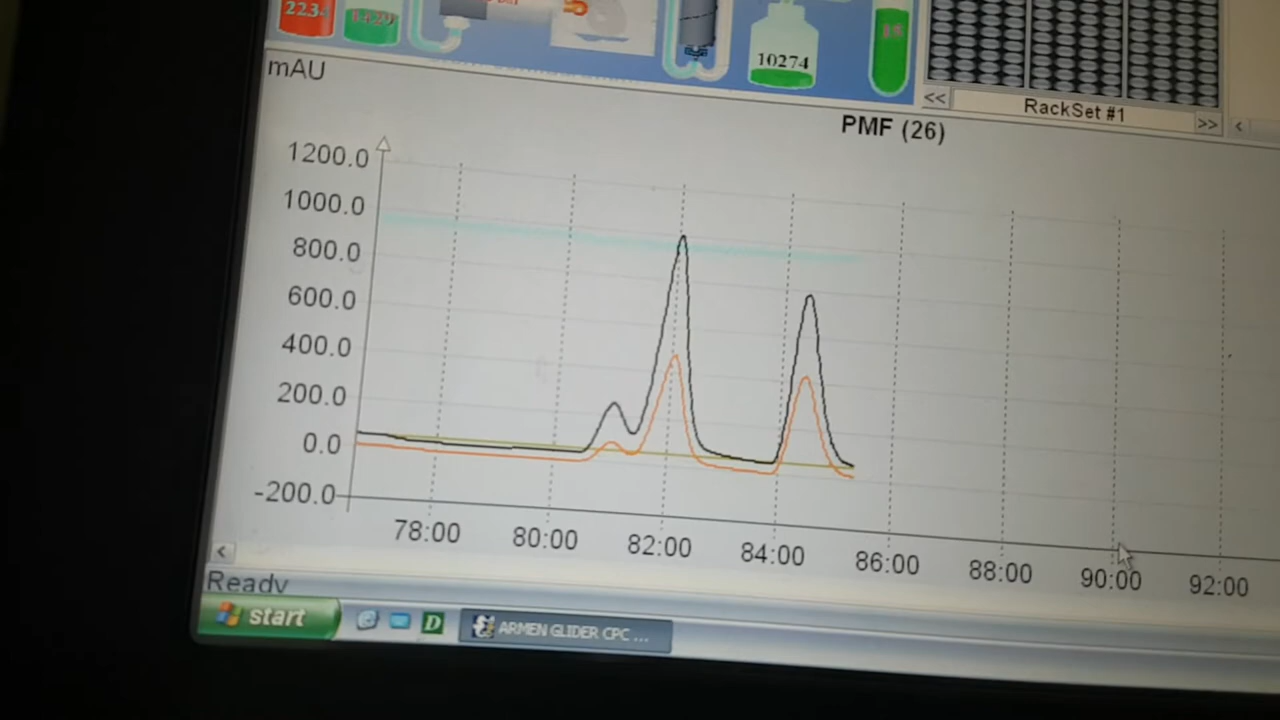 10274
mAU
<<
RackSet #1
>>
<
PMF (26)
1200.0
1000.0
800.0
600.0
400.0
200.0
0.0
-200.0
78:00 80:00 82:00 84:00 86:00 88:00 90:00 92:00
<
Ready
start
D
ARMEN GLIDER CPC ...